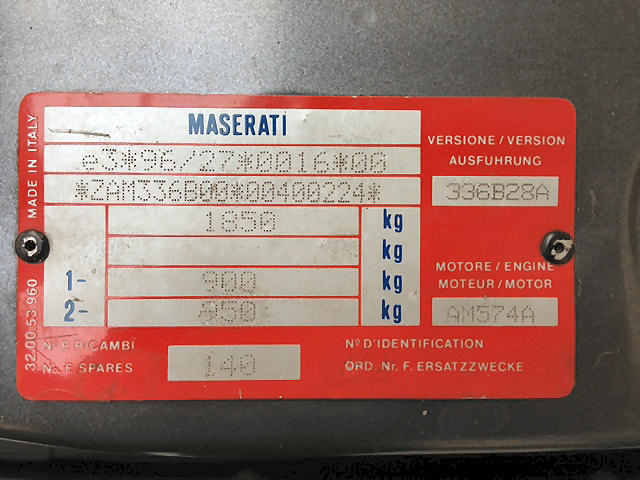 MASERATI
e3*96/27*0016*00
*ZAM336B00*00400224*
1850 kg
kg
1- 900 kg
2- 950 kg
MADE IN ITALY
32.00.53.960
VERSIONE / VERSION
AUSFUHRUNG
336B28A
MOTORE / ENGINE
MOTEUR / MOTOR
AM574A
Nº P. RICAMBI
No. F. SPARES
140
Nº D'IDENTIFICATION
ORD. Nr. F. ERSATZZWECKE